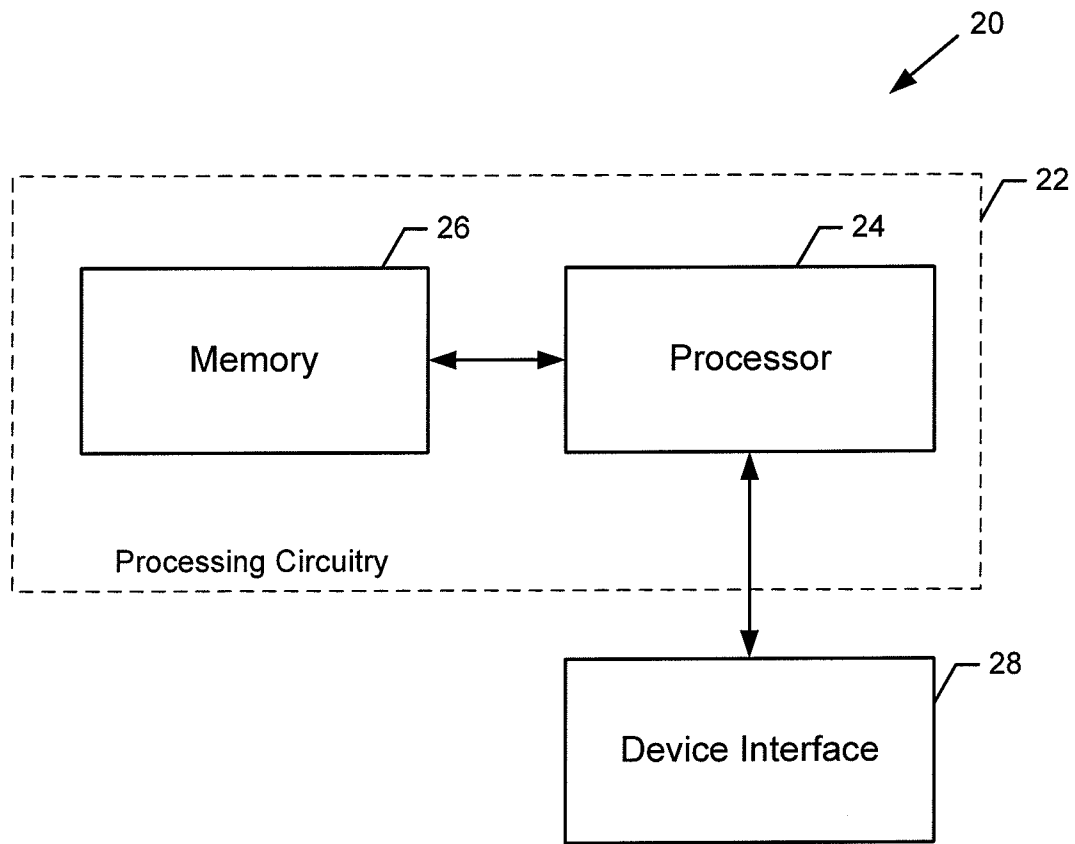 20
22
26
24
Memory
Processor
Processing Circuitry
28
Device Interface